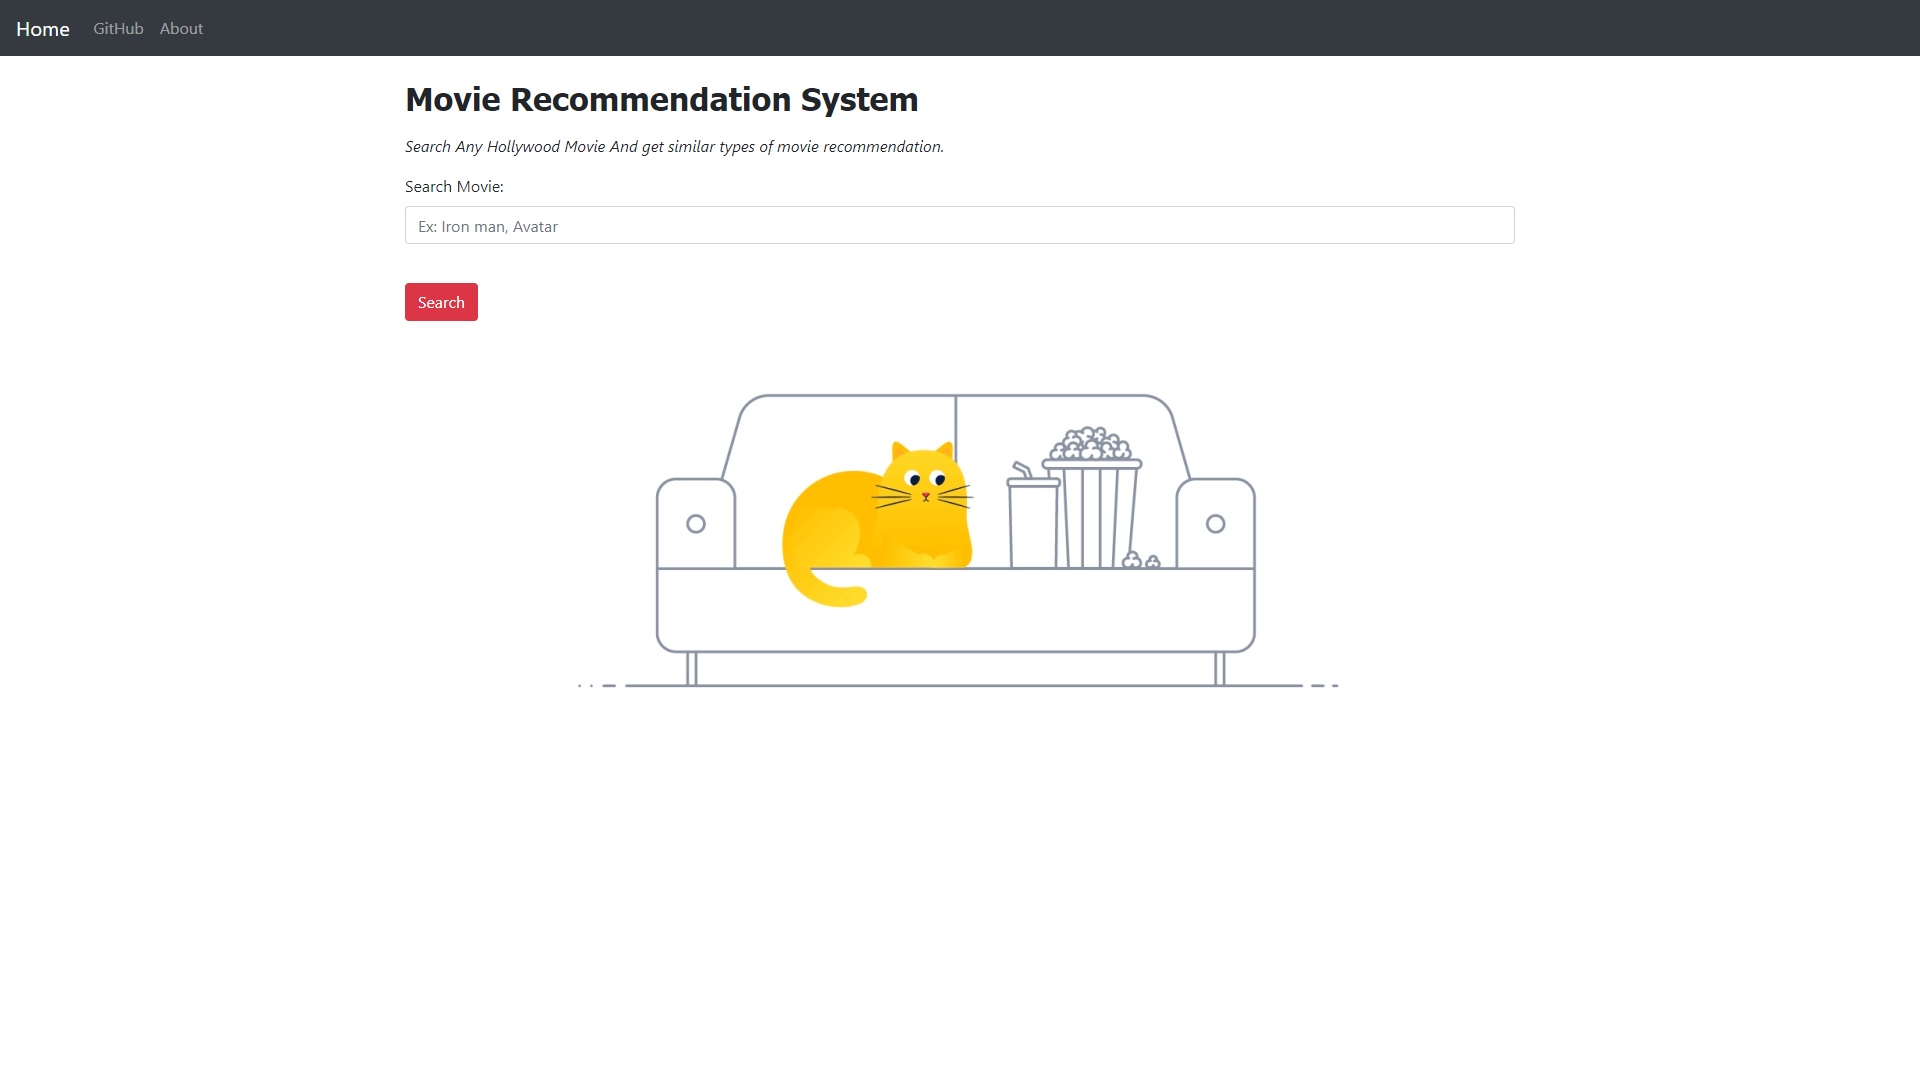 Home GitHub About
Movie Recommendation System
Search Any Hollywood Movie And get similar types of movie recommendation.
Search Movie:
Ex: Iron man, Avatar
Search